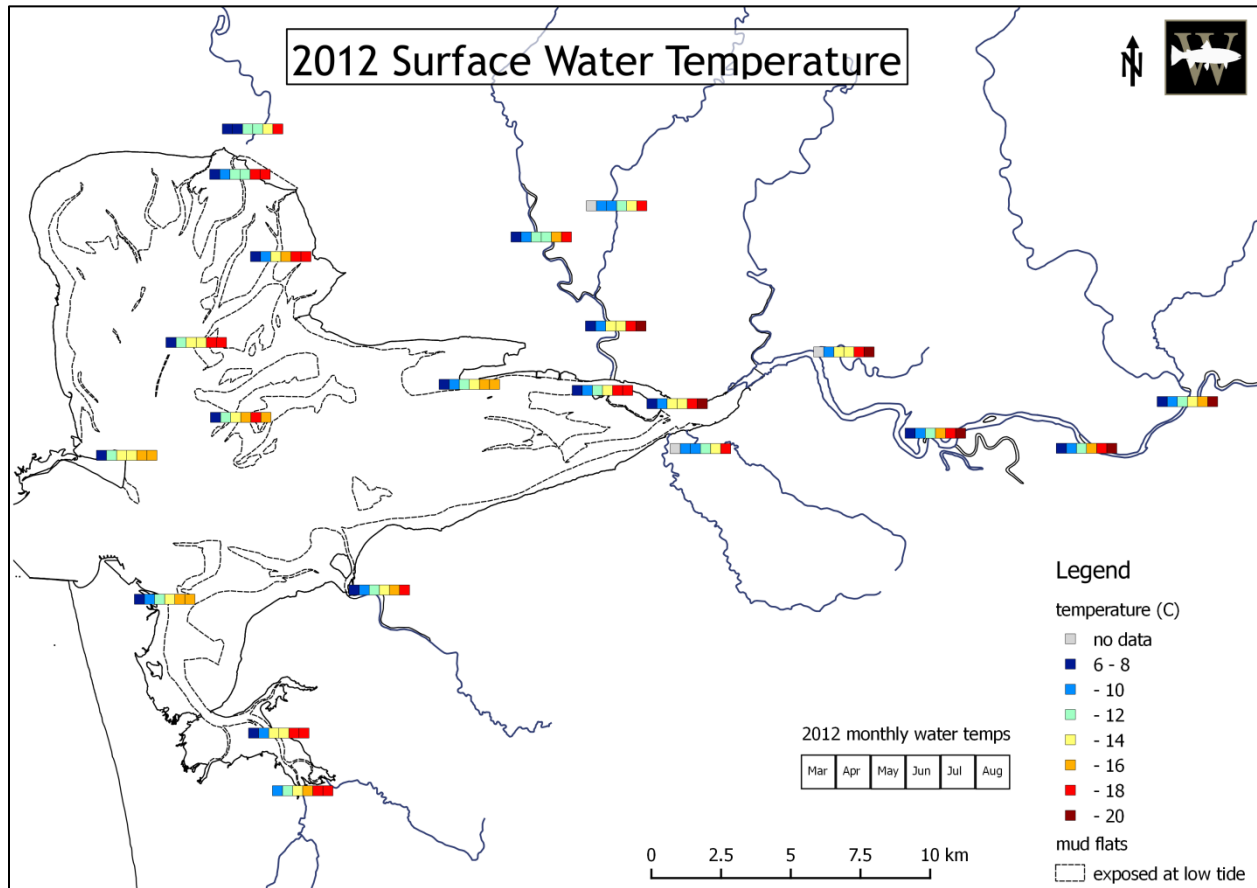 2012 Surface Water Temperature
N
W
Legend
temperature (C)
no data
6 - 8
- 10
- 12
- 14
- 16
- 18
- 20
mud flats
exposed at low tide
2012 monthly water temps
Mar Apr May Jun Jul Aug
0 2.5 5 7.5 10 km